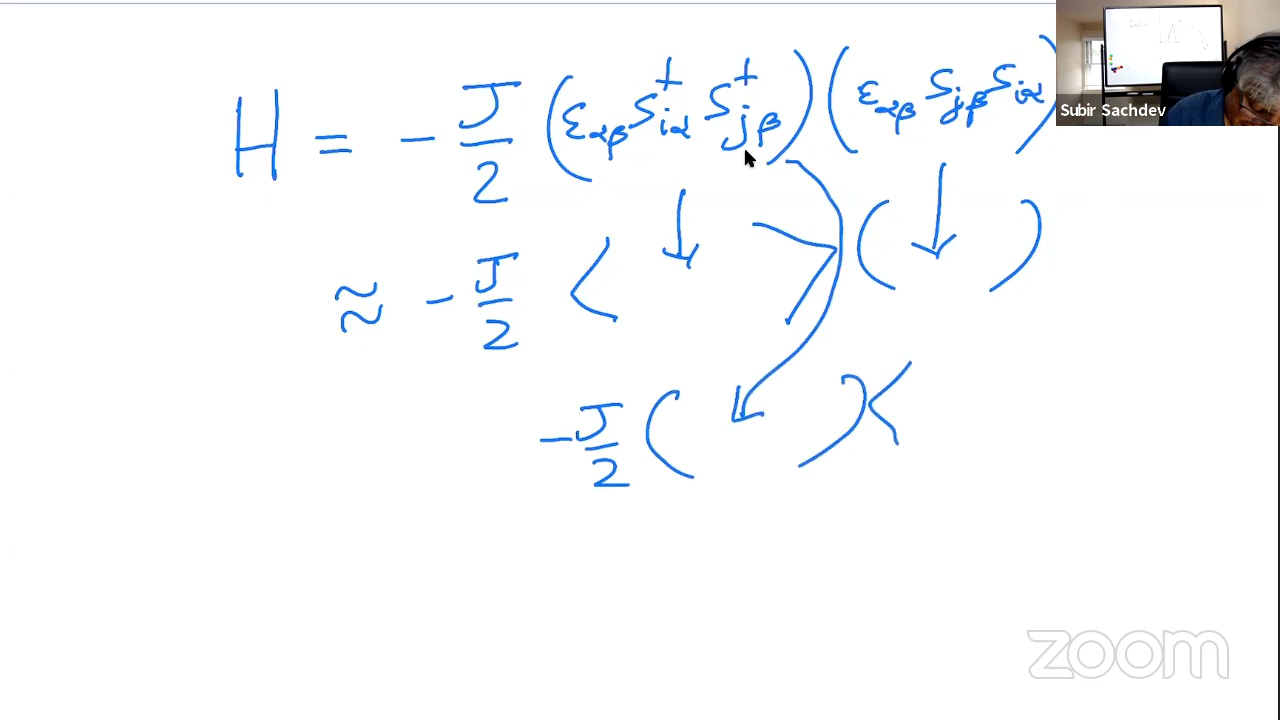 H = - J/2 (ε_αβ S†_iα S†_jβ) (ε_αβ S_jβ S_iα
Subir Sachdev
≈ - J/2 < > ( )
- J/2 ( ) <
zoom